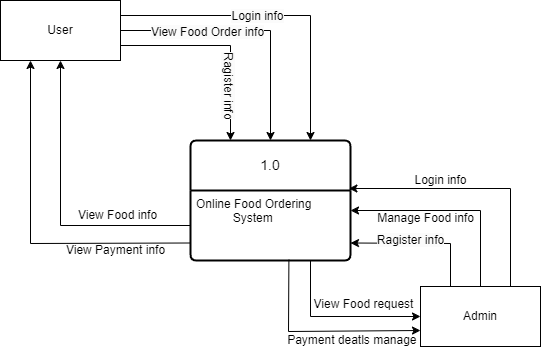 User
Login info
View Food Order info
Ragister info
1.0
Online Food Ordering
System
Login info
View Food info
Manage Food info
View Payment info
Ragister info
View Food request
Admin
Payment deatls manage